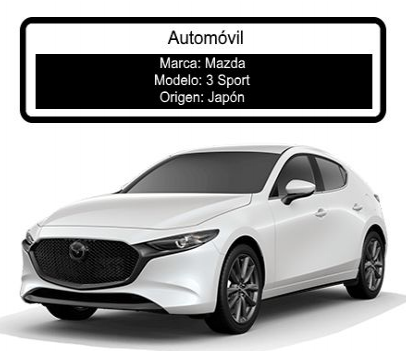 Automóvil
Marca: Mazda
Modelo: 3 Sport
Origen: Japón